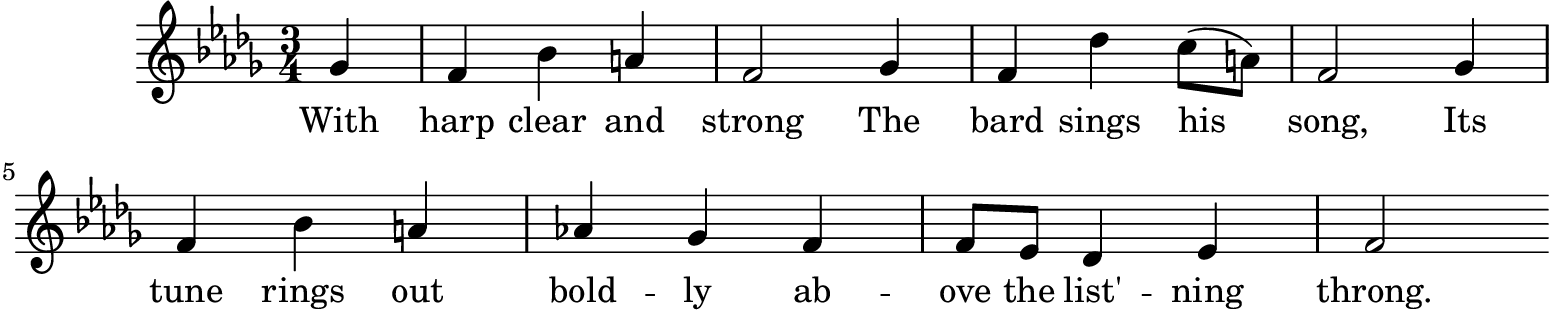 3
4
With harp clear and strong The bard sings his song, Its
5
tune rings out bold - ly ab - ove the list' - ning throng.